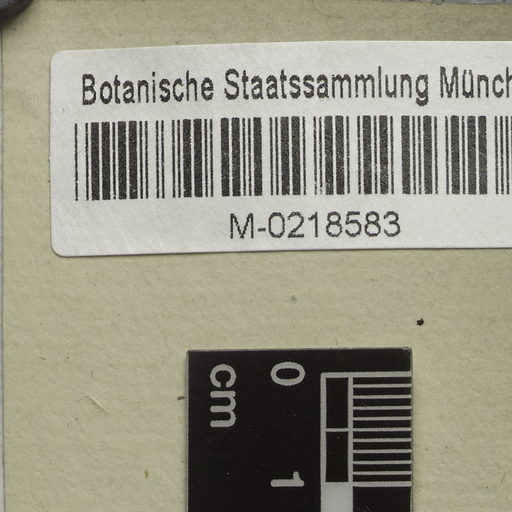 Botanische Staatssammlung Münch
M-0218583
cm
0
1